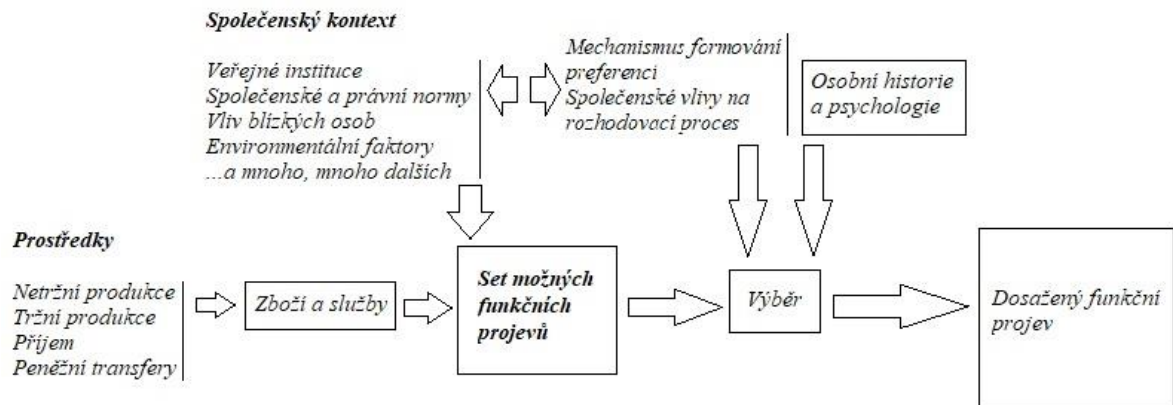 Společenský kontext
Veřejné instituce
Společenské a právní normy
Vliv blízkých osob
Environmentální faktory
...a mnoho, mnoho dalších
Mechanismus formování
preferencí
Společenské vlivy na
rozhodovací proces
Osobní historie
a psychologie
Prostředky
Netržní produkce
Tržní produkce
Příjem
Peněžní transfery
Zboží a služby
Set možných
funkčních
projevů
Výběr
Dosažený funkční
projev